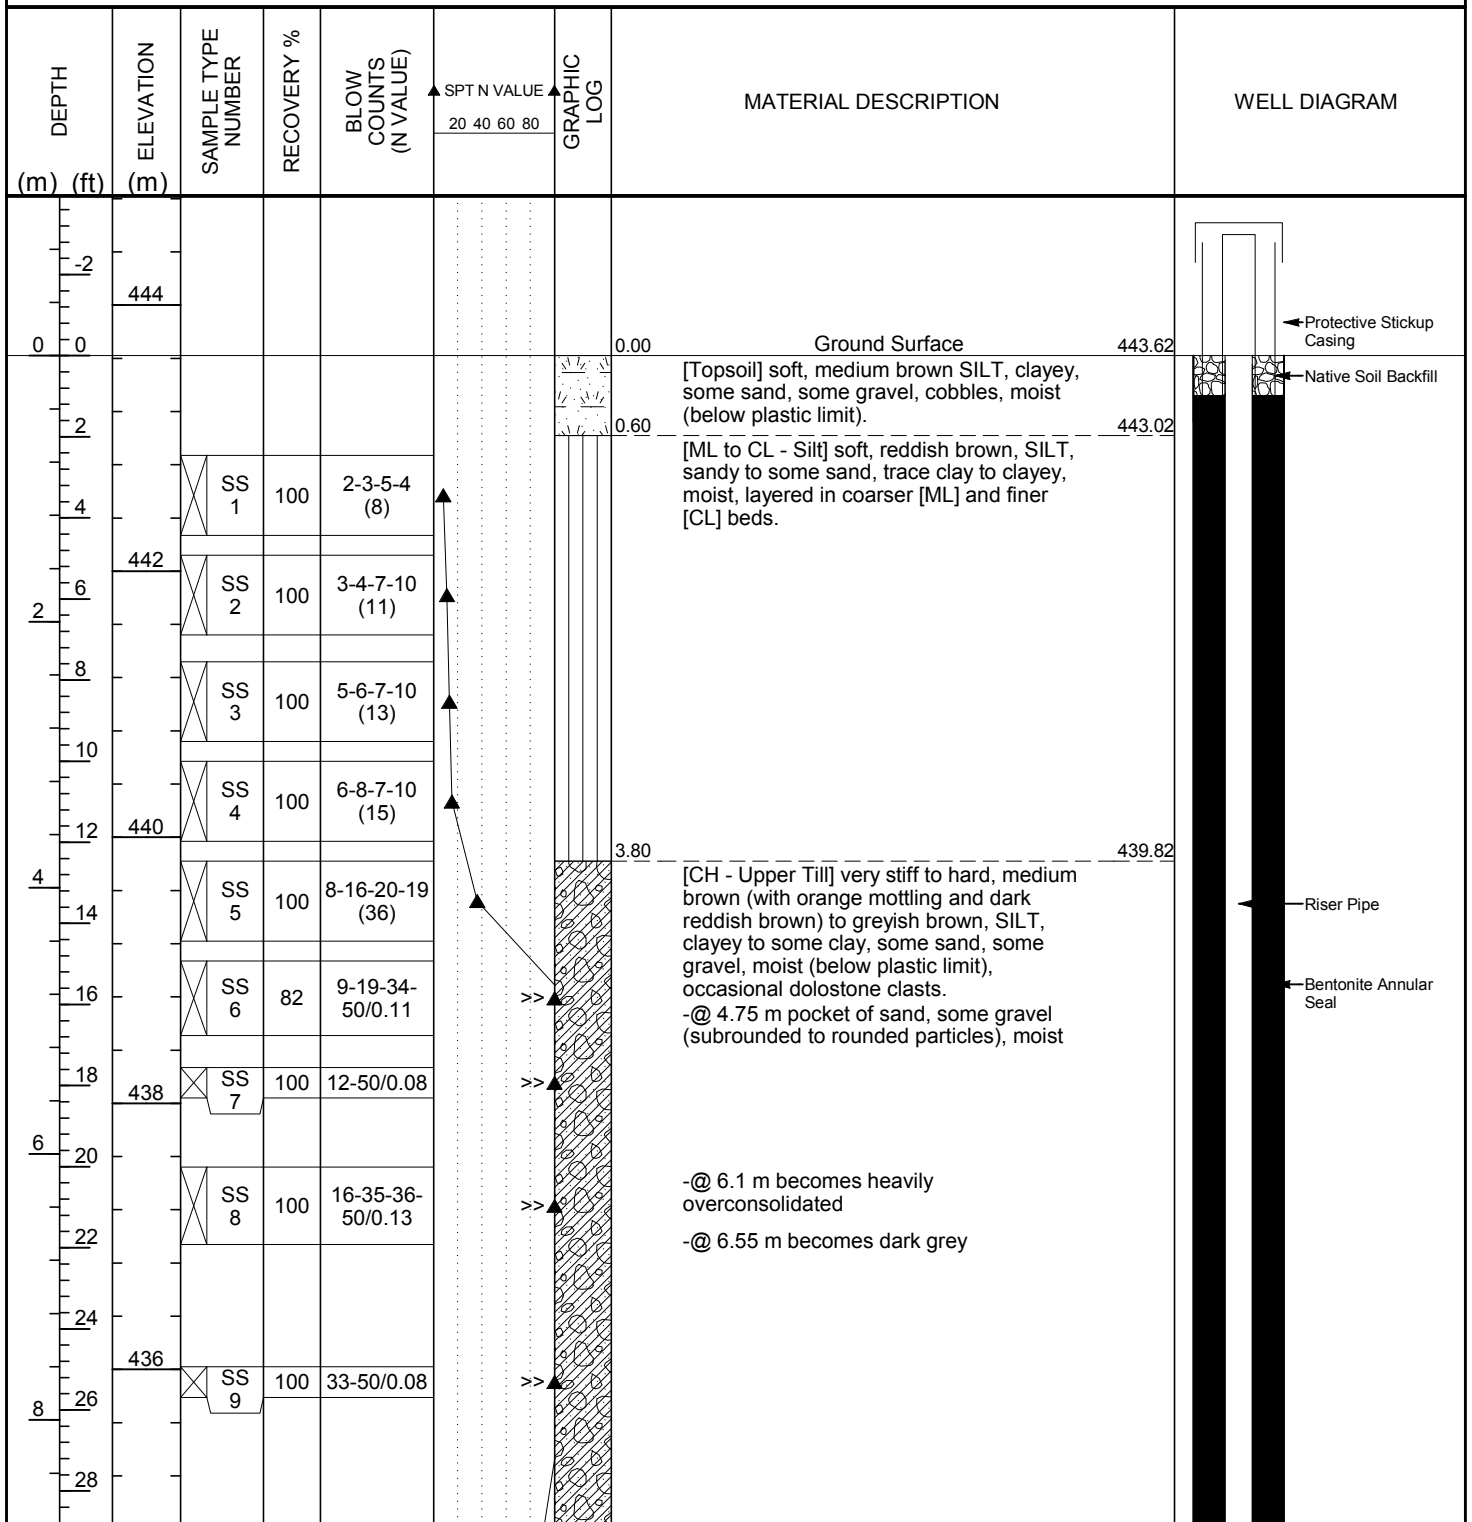 DEPTH
(m) (ft)
ELEVATION
(m)
SAMPLE TYPE
NUMBER
RECOVERY %
BLOW
COUNTS
(N VALUE)
SPT N VALUE
20 40 60 80
GRAPHIC
LOG
MATERIAL DESCRIPTION
WELL DIAGRAM
-2
444
Protective Stickup
Casing
0 0
0.00 Ground Surface 443.62
[Topsoil] soft, medium brown SILT, clayey,
some sand, some gravel, cobbles, moist
(below plastic limit).
Native Soil Backfill
2
0.60 443.02
[ML to CL - Silt] soft, reddish brown, SILT,
sandy to some sand, trace clay to clayey,
moist, layered in coarser [ML] and finer
[CL] beds.
SS
1
100
2-3-5-4
(8)
4
442
6
2
SS
2
100
3-4-7-10
(11)
8
SS
3
100
5-6-7-10
(13)
10
SS
4
100
6-8-7-10
(15)
440
12
3.80 439.82
[CH - Upper Till] very stiff to hard, medium
brown (with orange mottling and dark
reddish brown) to greyish brown, SILT,
clayey to some clay, some sand, some
gravel, moist (below plastic limit),
occasional dolostone clasts.
-@ 4.75 m pocket of sand, some gravel
(subrounded to rounded particles), moist
4
SS
5
100
8-16-20-19
(36)
14
Riser Pipe
Bentonite Annular
Seal
16
SS
6
82
9-19-34-
50/0.11
>>
18
438
SS
7
100
12-50/0.08
>>
6
20
SS
8
100
16-35-36-
50/0.13
>>
-@ 6.1 m becomes heavily
overconsolidated
22
-@ 6.55 m becomes dark grey
24
436
SS
9
100
33-50/0.08
>>
8
26
28